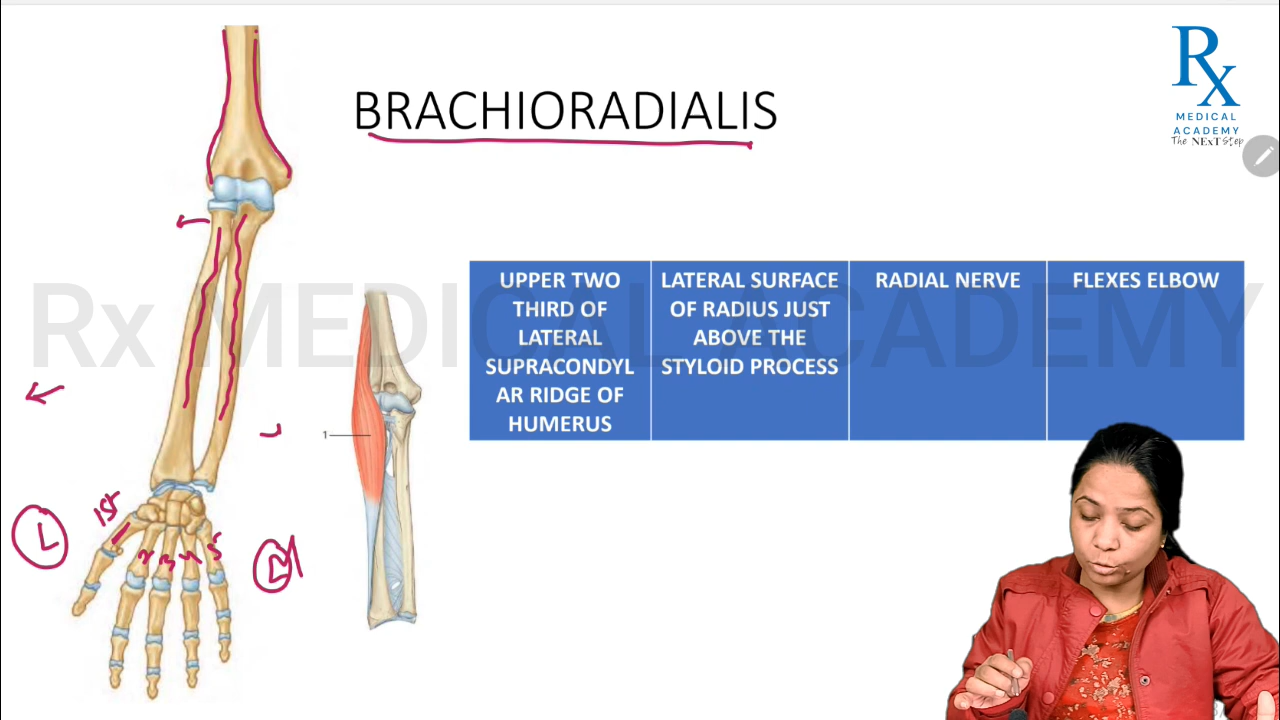 BRACHIORADIALIS
Rx
MEDICAL
ACADEMY
The NExT Step
UPPER TWO
THIRD OF
LATERAL
SUPRACONDYL
AR RIDGE OF
HUMERUS
LATERAL SURFACE
OF RADIUS JUST
ABOVE THE
STYLOID PROCESS
RADIAL NERVE
FLEXES ELBOW
Rx MEDICAL ACADEMY
1
1st
2 3 4 5
L
M